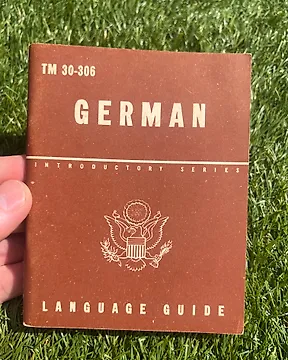 TM 30-306
GERMAN
INTRODUCTORY SERIES
LANGUAGE GUIDE